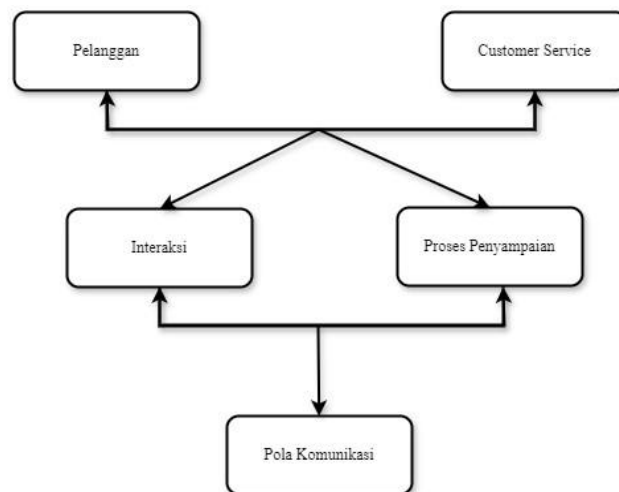 Pelanggan
Customer Service
Interaksi
Proses Penyampaian
Pola Komunikasi